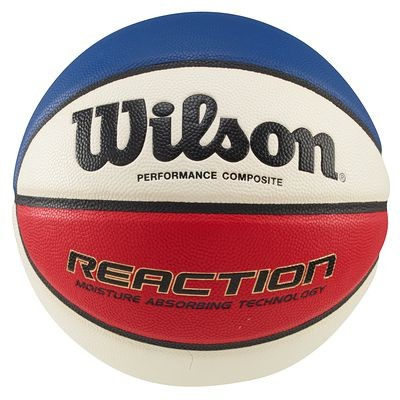 Wilson®
PERFORMANCE COMPOSITE
REACTION
MOISTURE ABSORBING TECHNOLOGY